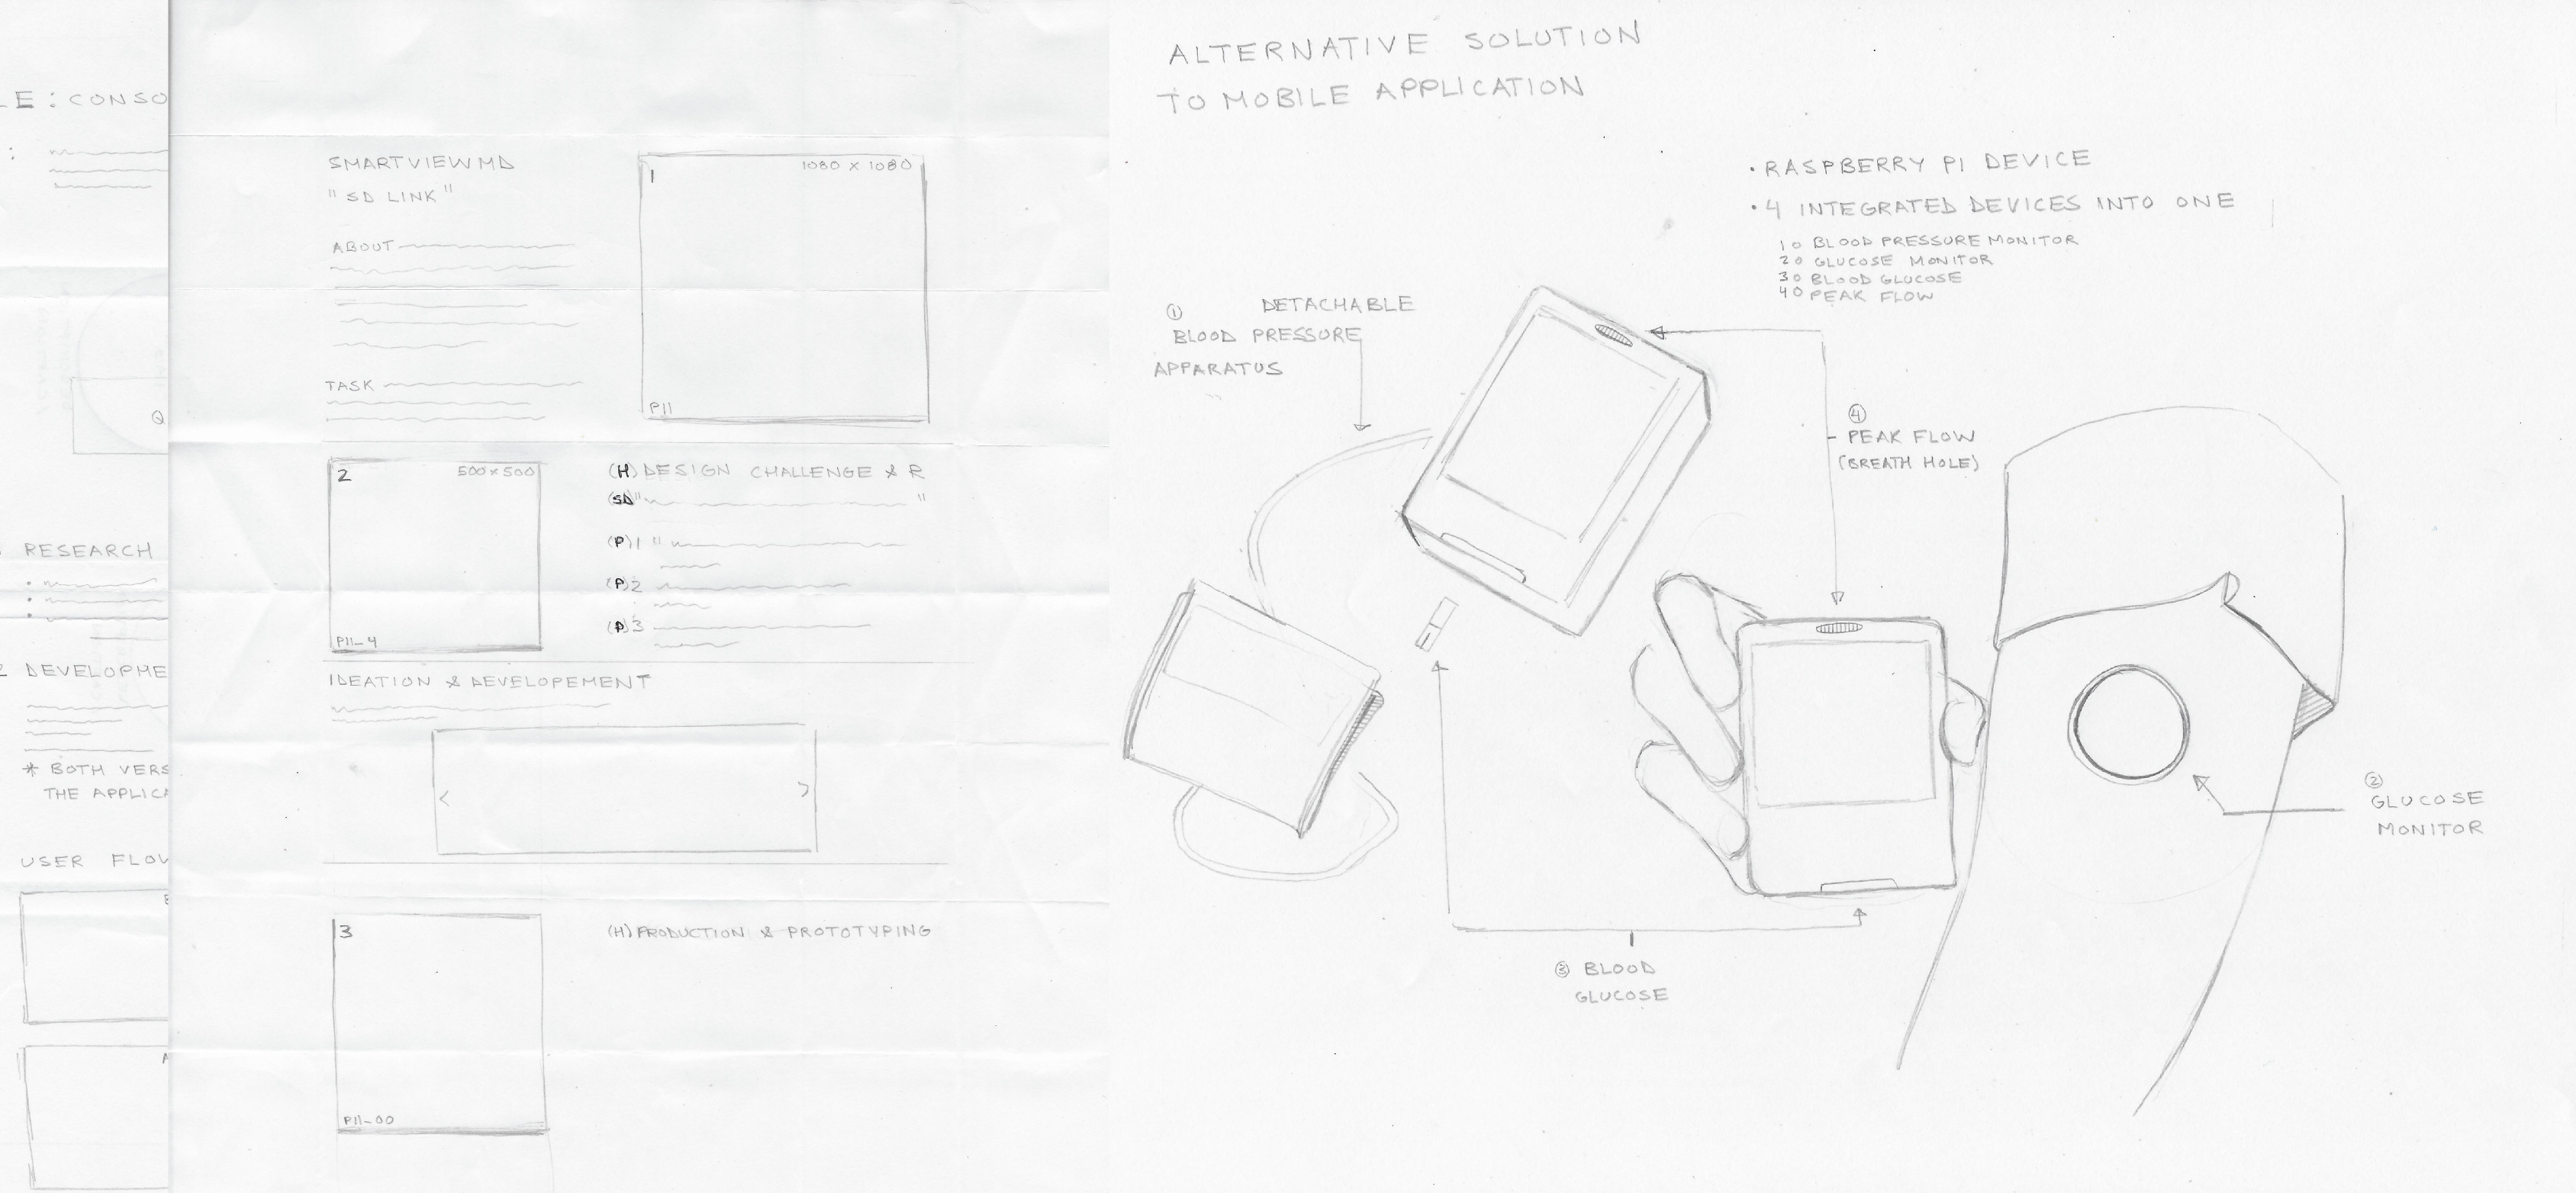 LE: CONSO
:
Q
RESEARCH
2 DEVELOPME
* BOTH VERS
THE APPLICA
USER FLOW
SMARTVIEWMD
"SD LINK"
ABOUT
TASK
1
1080 X 1080
P11
2
500 X 500
P11-4
(H) DESIGN CHALLENGE & R
(SD) " "
(P) 1 "
(P) 2
(P) 3
IDEATION & DEVELOPEMENT
<
>
3
P11-00
(H) PRODUCTION & PROTOTYPING
ALTERNATIVE SOLUTION
TO MOBILE APPLICATION
• RASPBERRY PI DEVICE
• 4 INTEGRATED DEVICES INTO ONE
1○ BLOOD PRESSURE MONITOR
2○ GLUCOSE MONITOR
3○ BLOOD GLUCOSE
4○ PEAK FLOW
① DETACHABLE
BLOOD PRESSURE
APPARATUS
④
PEAK FLOW
(BREATH HOLE)
②
GLUCOSE
MONITOR
③ BLOOD
GLUCOSE